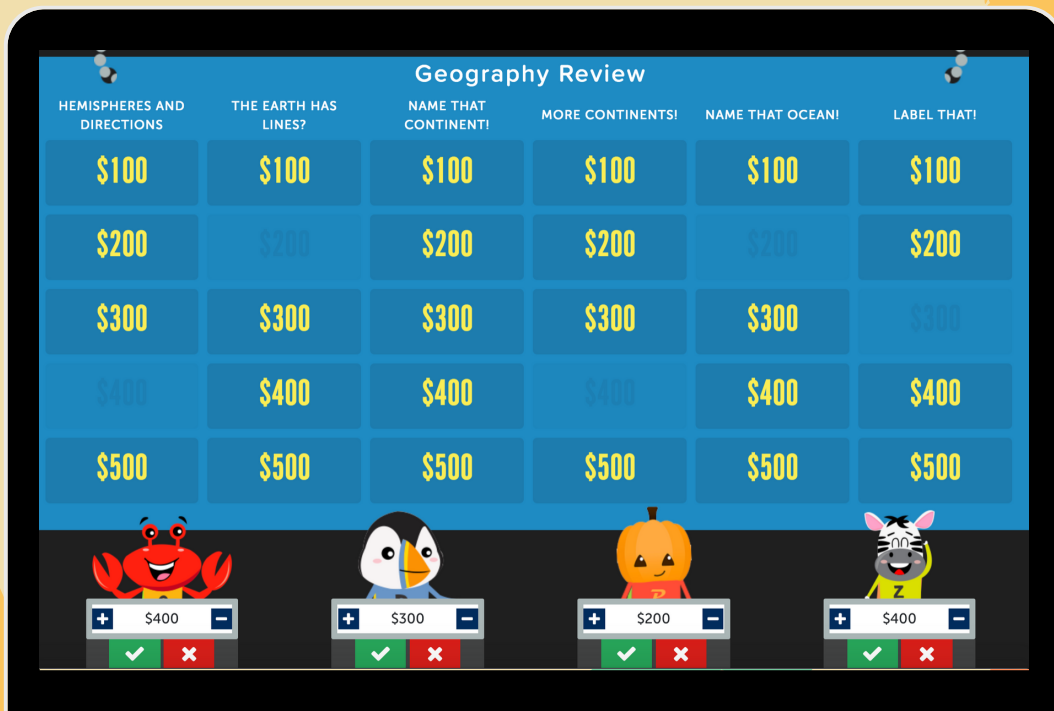 Geography Review
HEMISPHERES AND
DIRECTIONS
THE EARTH HAS
LINES?
NAME THAT
CONTINENT!
MORE CONTINENTS!
NAME THAT OCEAN!
LABEL THAT!
$100 $100 $100 $100 $100 $100
$200 $200 $200 $200 $200 $200
$300 $300 $300 $300 $300 $300
$400 $400 $400 $400 $400 $400
$500 $500 $500 $500 $500 $500
Z
+ $400 − + $300 − + $200 − + $400 −